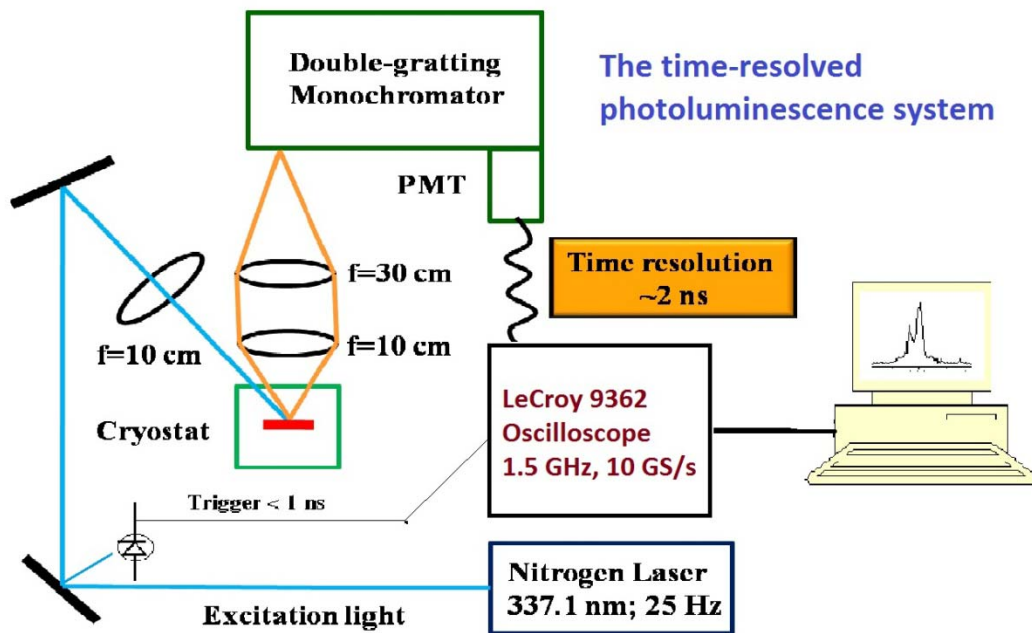 Double-gratting
Monochromator
The time-resolved
photoluminescence system
PMT
f=30 cm
Time resolution
~2 ns
f=10 cm
f=10 cm
LeCroy 9362
Oscilloscope
1.5 GHz, 10 GS/s
Cryostat
Trigger < 1 ns
Nitrogen Laser
337.1 nm; 25 Hz
Excitation light